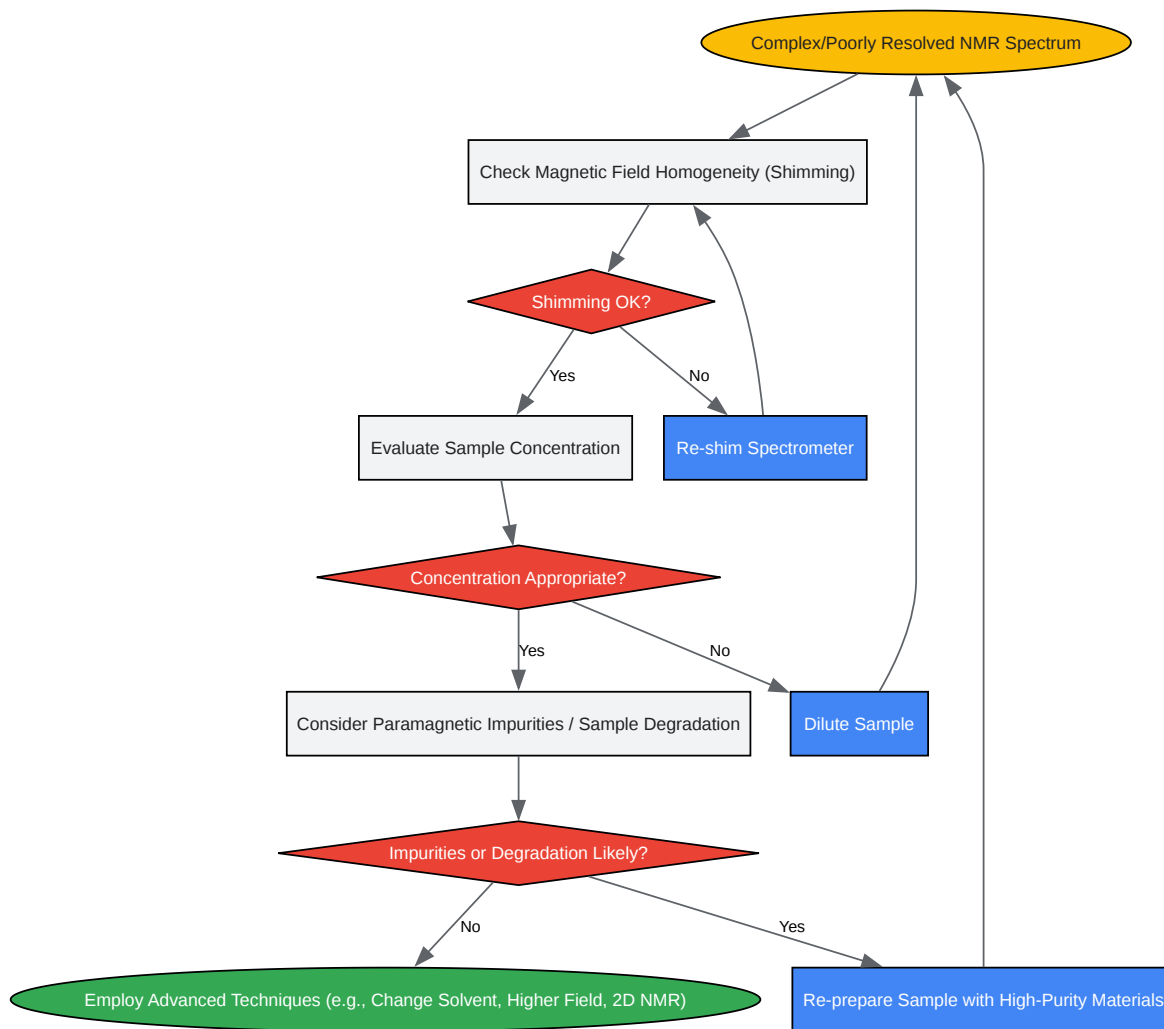 Complex/Poorly Resolved NMR Spectrum
Check Magnetic Field Homogeneity (Shimming)
Shimming OK?
Yes
No
Evaluate Sample Concentration
Re-shim Spectrometer
Concentration Appropriate?
Yes
No
Consider Paramagnetic Impurities / Sample Degradation
Dilute Sample
Impurities or Degradation Likely?
No
Yes
Employ Advanced Techniques (e.g., Change Solvent, Higher Field, 2D NMR)
Re-prepare Sample with High-Purity Materials